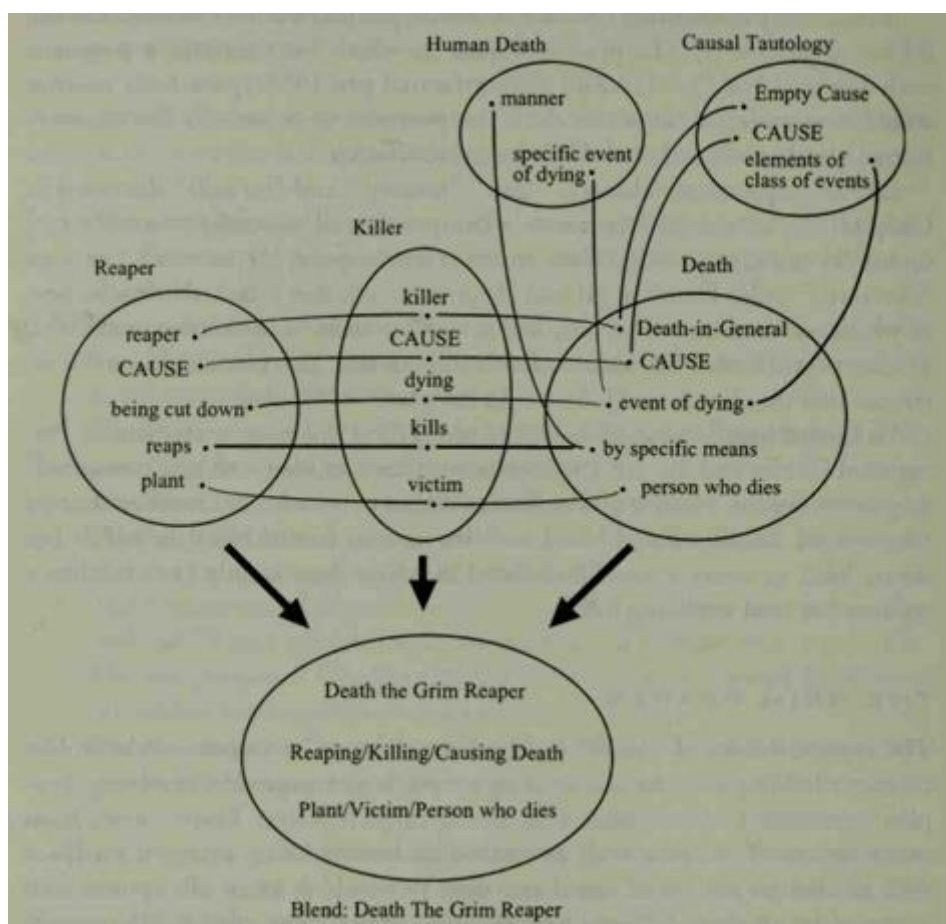 Human Death
Causal Tautology
manner
specific event
of dying
Empty Cause
CAUSE
elements of
class of events
Killer
Reaper
Death
reaper
CAUSE
being cut down
reaps
plant
killer
CAUSE
dying
kills
victim
Death-in-General
CAUSE
event of dying
by specific means
person who dies
Death the Grim Reaper
Reaping/Killing/Causing Death
Plant/Victim/Person who dies
Blend: Death The Grim Reaper